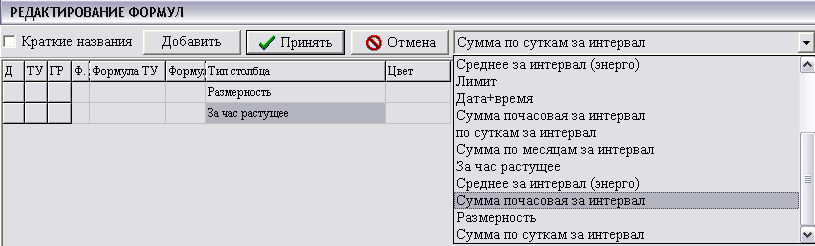 РЕДАКТИРОВАНИЕ ФОРМУЛ
Краткие названия Добавить Принять Отмена Сумма по суткам за интервал
Д ТУ ГР Ф. Формула ТУ Формул Тип столбца Цвет
Размерность
За час растущее
Среднее за интервал (энерго)
Лимит
Дата+время
Сумма почасовая за интервал
по суткам за интервал
Сумма по месяцам за интервал
За час растущее
Среднее за интервал (энерго)
Сумма почасовая за интервал
Размерность
Сумма по суткам за интервал